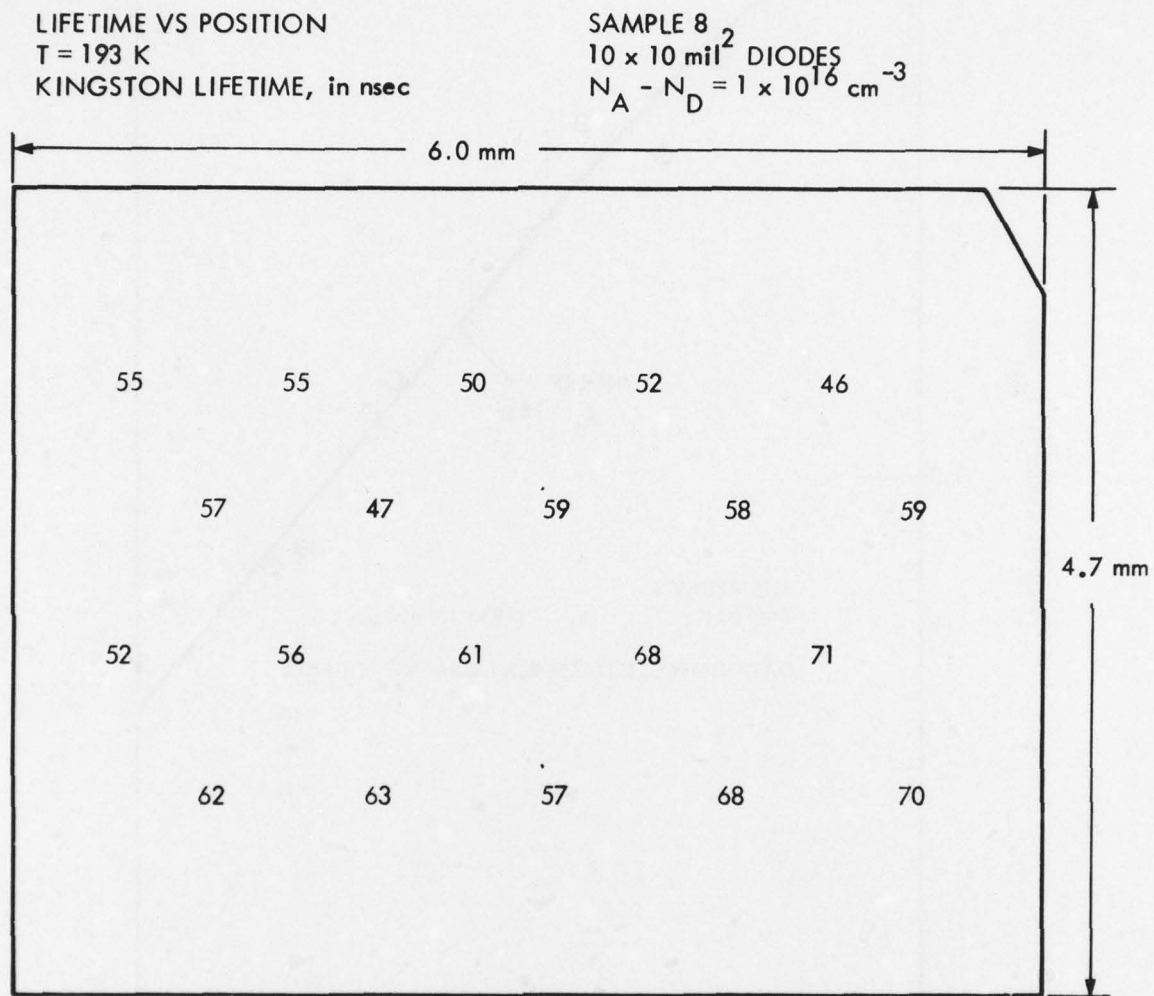 LIFETIME VS POSITION
T = 193 K
KINGSTON LIFETIME, in nsec
SAMPLE 8
10 x 10 mil² DIODES
N_A - N_D = 1 x 10¹⁶ cm⁻³
6.0 mm
55 55 50 52 46
57 47 59 58 59
4.7 mm
52 56 61 68 71
62 63 57 68 70